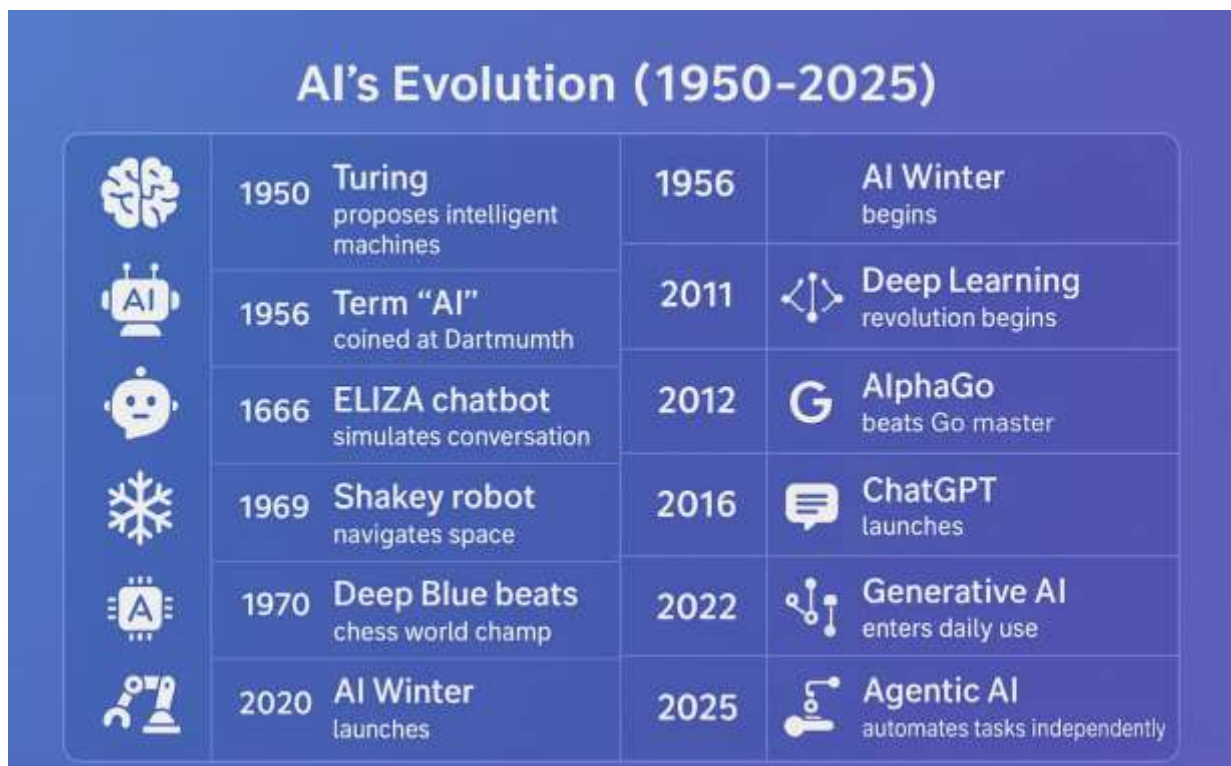 AI's Evolution (1950-2025)
1950 Turing
proposes intelligent
machines
1956 Term “AI”
coined at Dartmumth
1666 ELIZA chatbot
simulates conversation
1969 Shakey robot
navigates space
1970 Deep Blue beats
chess world champ
2020 AI Winter
launches
1956 AI Winter
begins
2011 Deep Learning
revolution begins
2012 G AlphaGo
beats Go master
2016 ChatGPT
launches
2022 Generative AI
enters daily use
2025 Agentic AI
automates tasks independently
AI
A